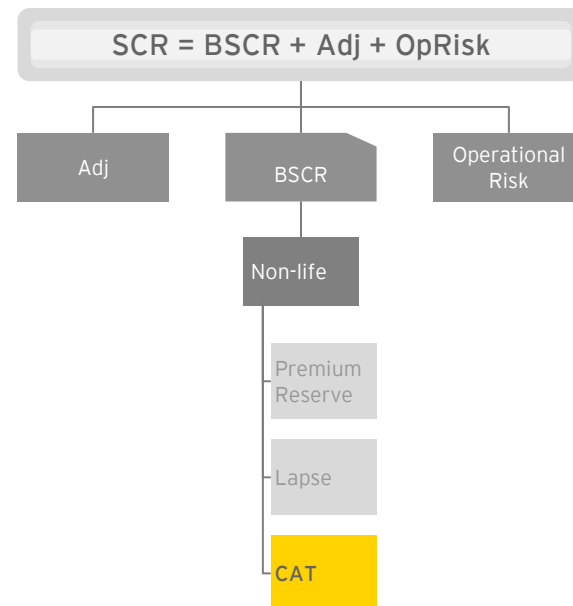 SCR = BSCR + Adj + OpRisk
Adj
BSCR
Operational
Risk
Non-life
Premium
Reserve
Lapse
CAT